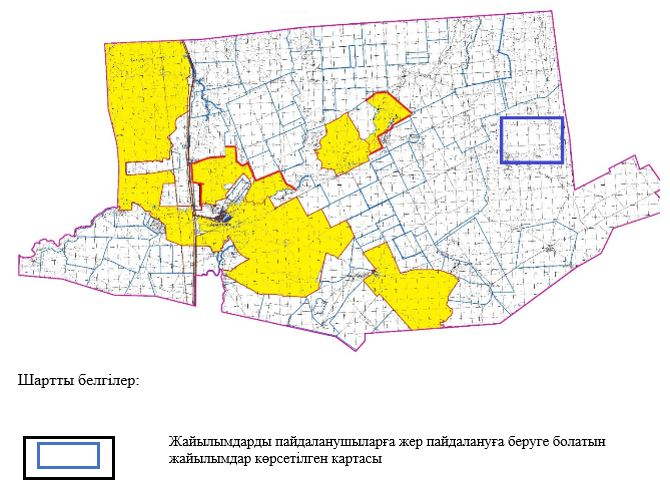 Шартты белгілер:
Жайылымдарды пайдаланушыларға жер пайдалануға беруге болатын
жайылымдар көрсетілген картасы